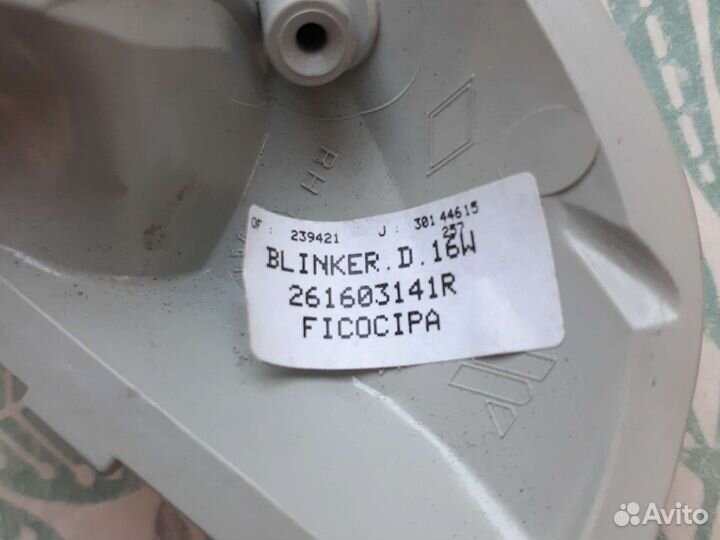 RH
OF : 239421 J : 30144615
257
BLINKER.D.16W
261603141R
FICOCIPA
Avito